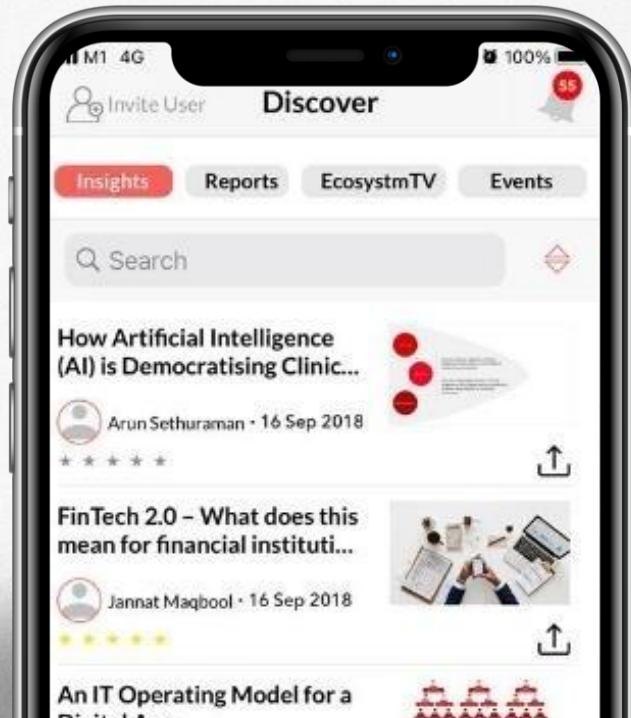 M1 4G
100%
Invite User
Discover
55
Insights
Reports
EcosystmTV
Events
Search
How Artificial Intelligence
(AI) is Democratising Clinic...
Arun Sethuraman · 16 Sep 2018
FinTech 2.0 – What does this
mean for financial instituti...
Jannat Maqbool · 16 Sep 2018
An IT Operating Model for a